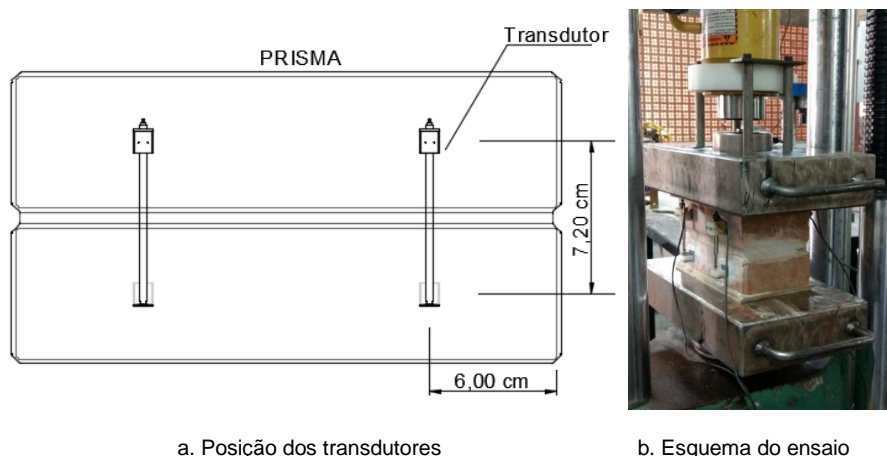 Transdutor
PRISMA
7,20 cm
6,00 cm
a. Posição dos transdutores
b. Esquema do ensaio